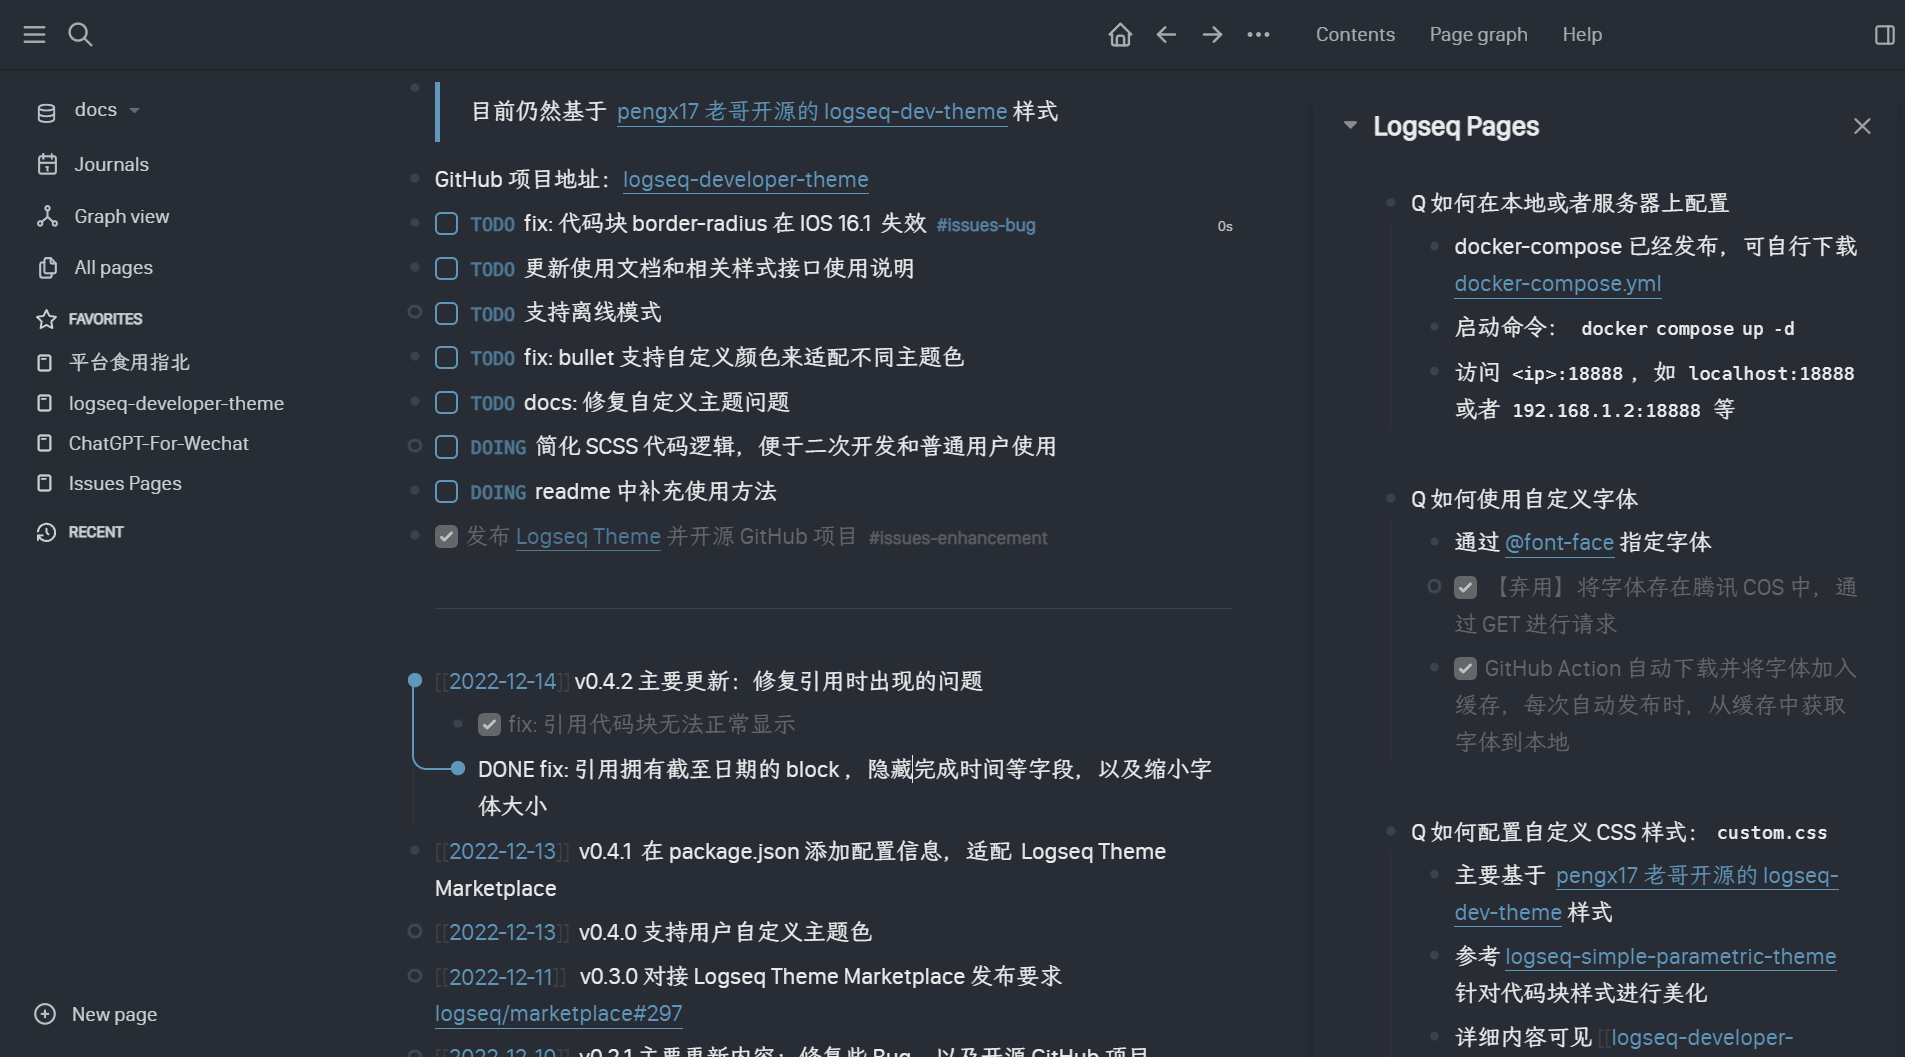 Contents
Page graph
Help
docs
Journals
Graph view
All pages
FAVORITES
平台食用指北
logseq-developer-theme
ChatGPT-For-Wechat
Issues Pages
RECENT
New page
目前仍然基于 pengx17 老哥开源的 logseq-dev-theme 样式
GitHub 项目地址： logseq-developer-theme
TODO fix: 代码块 border-radius 在 IOS 16.1 失效 #issues-bug 0s
TODO 更新使用文档和相关样式接口使用说明
TODO 支持离线模式
TODO fix: bullet 支持自定义颜色来适配不同主题色
TODO docs: 修复自定义主题问题
DOING 简化 SCSS 代码逻辑，便于二次开发和普通用户使用
DOING readme 中补充使用方法
发布 Logseq Theme 并开源 GitHub 项目 #issues-enhancement
[[2022-12-14]] v0.4.2 主要更新：修复引用时出现的问题
fix: 引用代码块无法正常显示
DONE fix: 引用拥有截至日期的 block ，隐藏完成时间等字段，以及缩小字
体大小
[[2022-12-13]] v0.4.1 在 package.json 添加配置信息，适配 Logseq Theme
Marketplace
[[2022-12-13]] v0.4.0 支持用户自定义主题色
[[2022-12-11]] v0.3.0 对接 Logseq Theme Marketplace 发布要求
logseq/marketplace#297
[[2022-12-10]] v0.2.1 主要更新内容：修复些 Bug ，以及开源 GitHub 项目
Logseq Pages
Q 如何在本地或者服务器上配置
docker-compose 已经发布，可自行下载
docker-compose.yml
启动命令： docker compose up -d
访问 <ip>:18888 ，如 localhost:18888
或者 192.168.1.2:18888 等
Q 如何使用自定义字体
通过 @font-face 指定字体
【弃用】将字体存在腾讯 COS 中，通
过 GET 进行请求
GitHub Action 自动下载并将字体加入
缓存，每次自动发布时，从缓存中获取
字体到本地
Q 如何配置自定义 CSS 样式： custom.css
主要基于 pengx17 老哥开源的 logseq-
dev-theme 样式
参考 logseq-simple-parametric-theme
针对代码块样式进行美化
详细内容可见 [[logseq-developer-